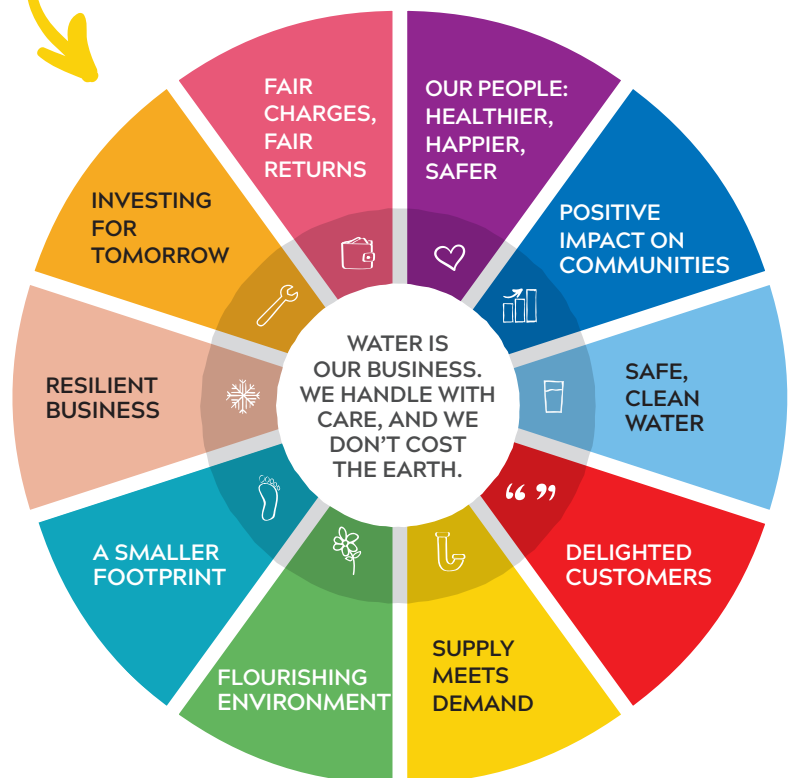 FAIR
CHARGES,
FAIR
RETURNS
OUR PEOPLE:
HEALTHIER,
HAPPIER,
SAFER
POSITIVE
IMPACT ON
COMMUNITIES
SAFE,
CLEAN
WATER
DELIGHTED
CUSTOMERS
SUPPLY
MEETS
DEMAND
FLOURISHING
ENVIRONMENT
A SMALLER
FOOTPRINT
RESILIENT
BUSINESS
INVESTING
FOR
TOMORROW
WATER IS
OUR BUSINESS.
WE HANDLE WITH
CARE, AND WE
DON'T COST
THE EARTH.